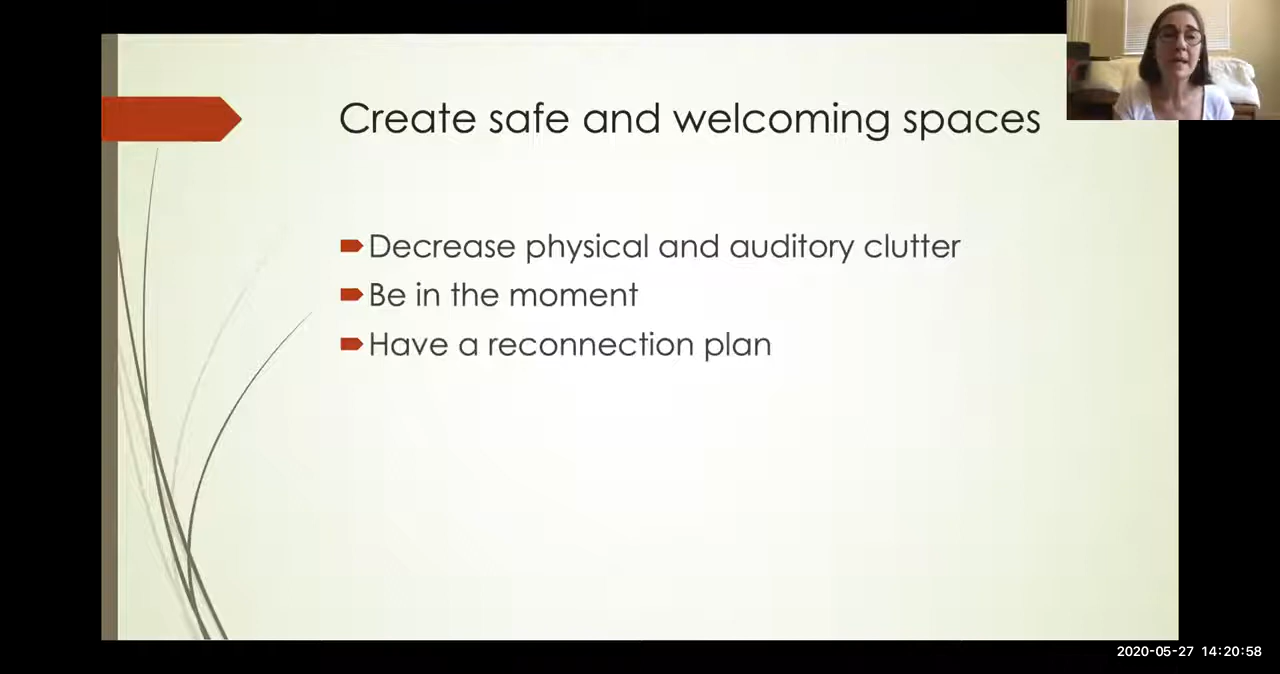 Create safe and welcoming spaces
Decrease physical and auditory clutter
Be in the moment
Have a reconnection plan
2020-05-27 14:20:58